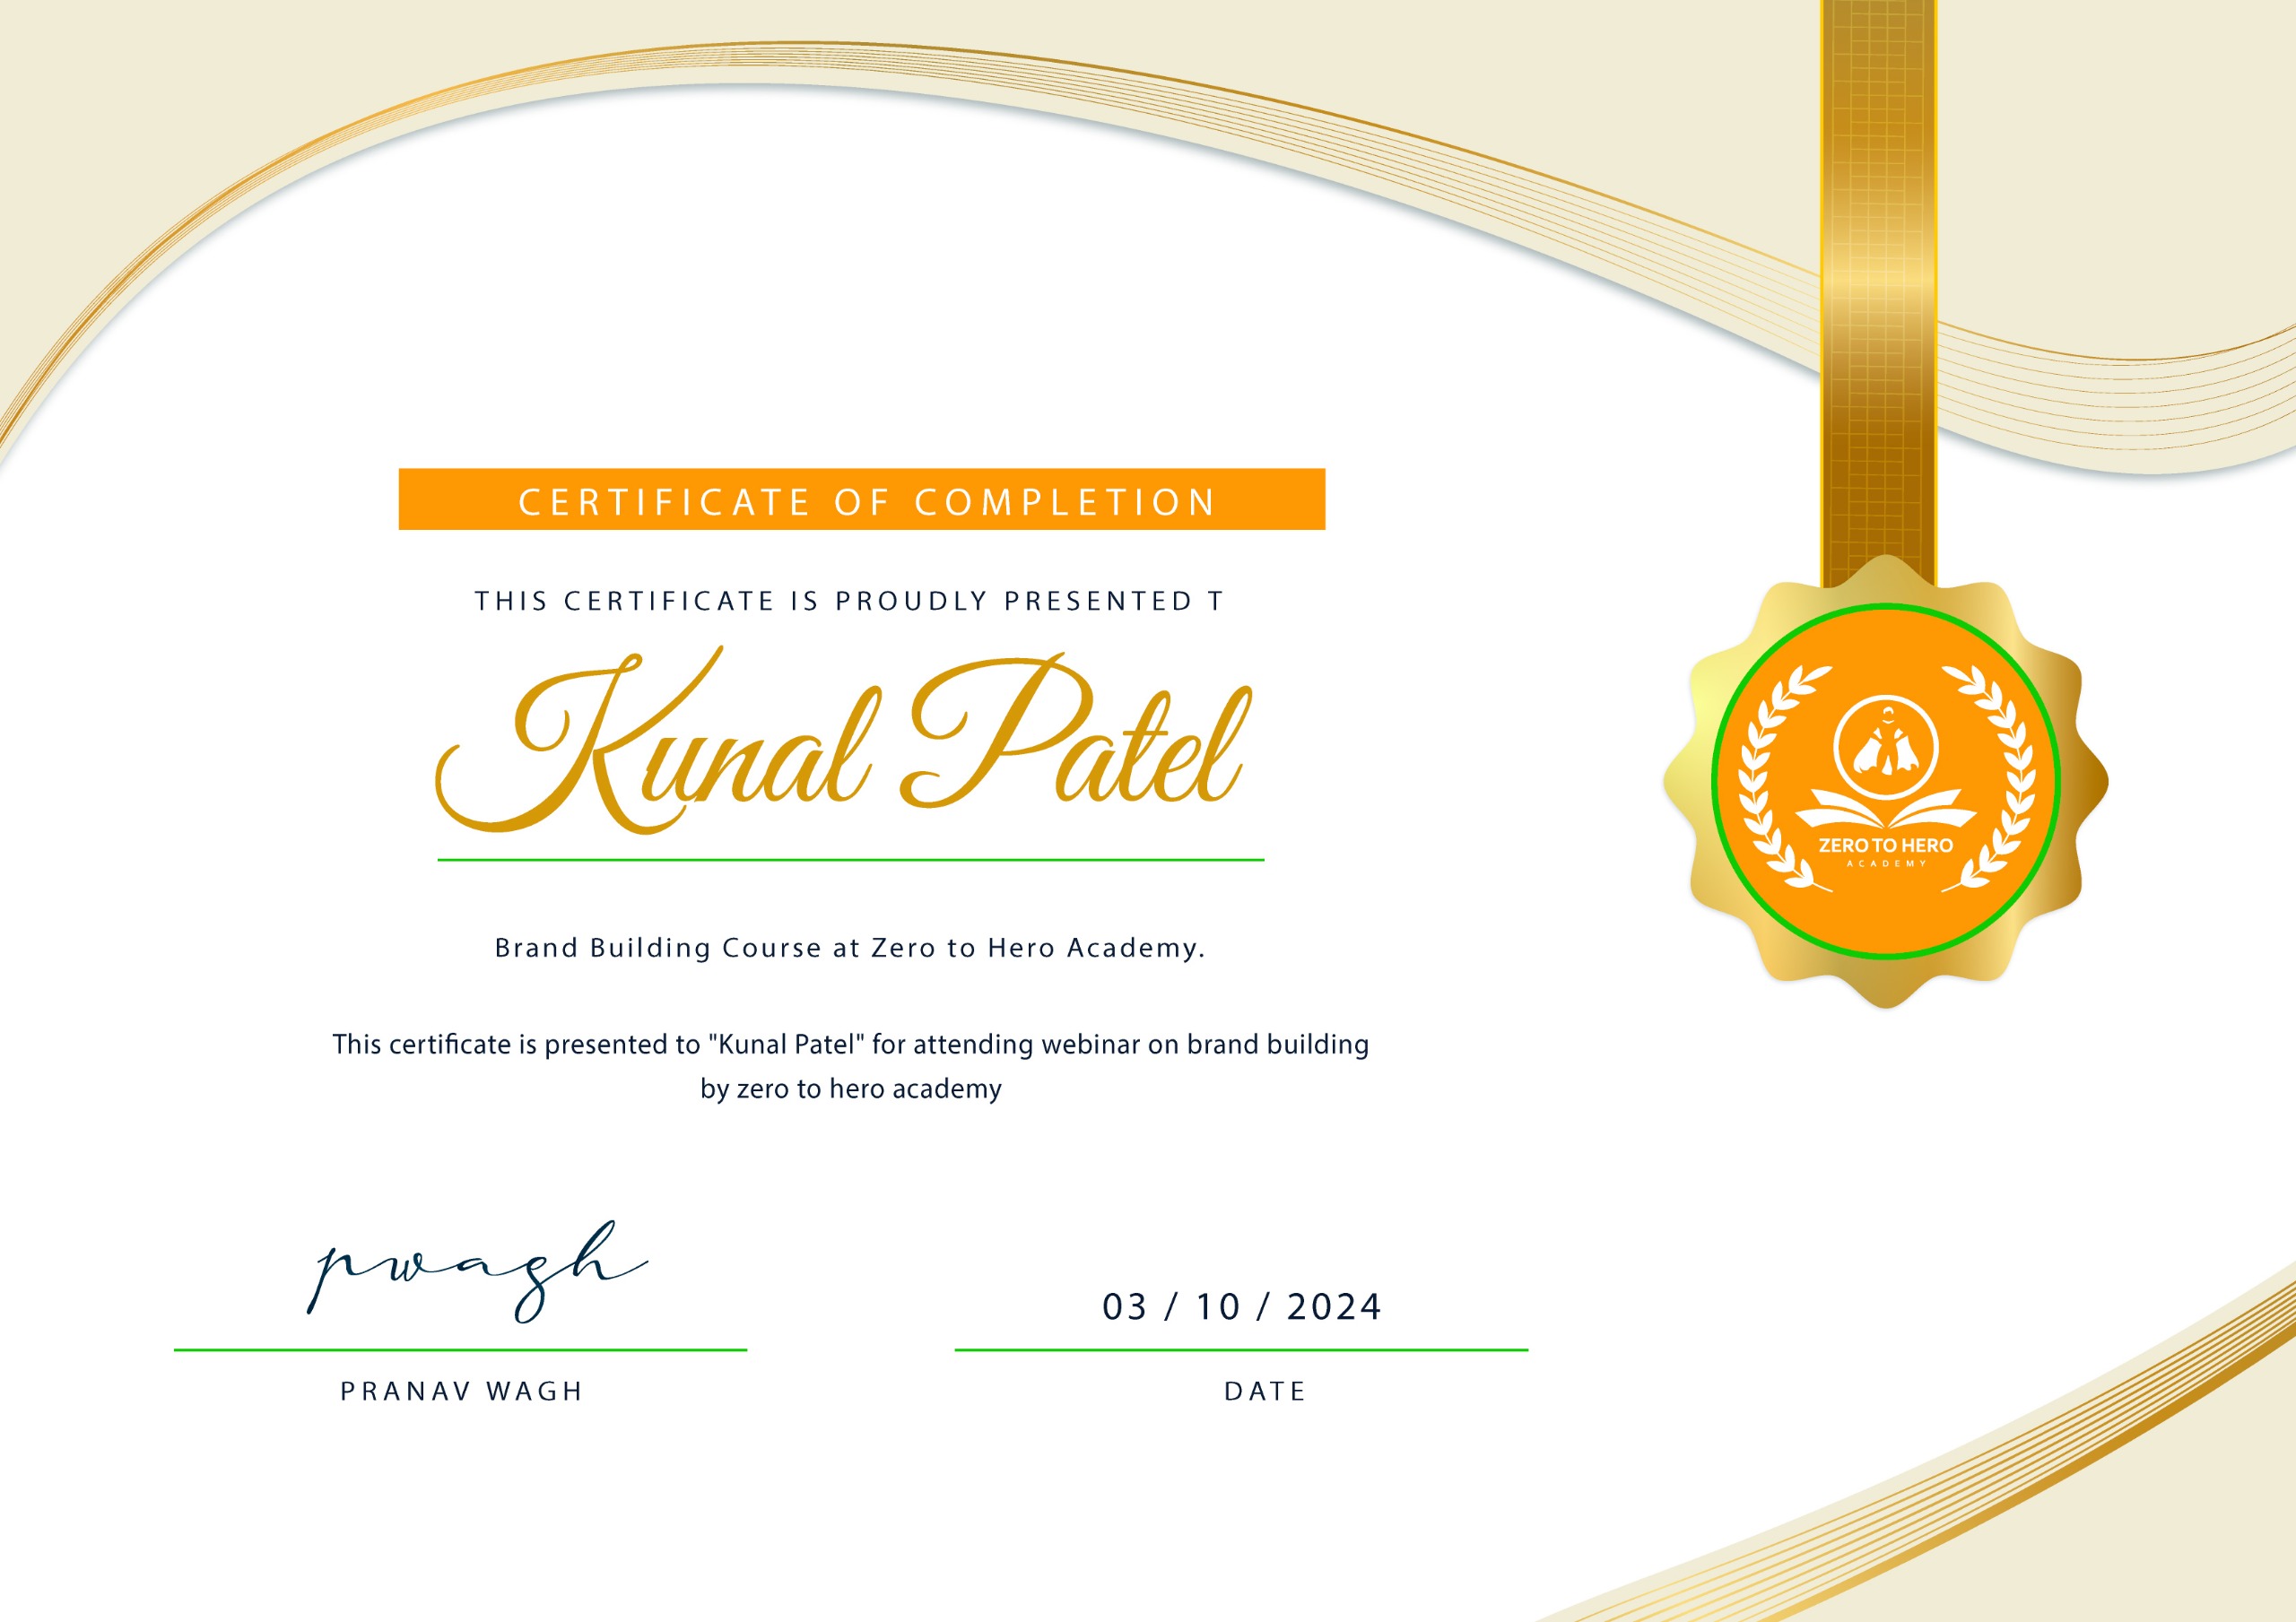 CERTIFICATE OF COMPLETION
THIS CERTIFICATE IS PROUDLY PRESENTED T
Kunal Patel
ZERO TO HERO
ACADEMY
Brand Building Course at Zero to Hero Academy.
This certificate is presented to "Kunal Patel" for attending webinar on brand building
by zero to hero academy
pwagh
03 / 10 / 2024
PRANAV WAGH
DATE